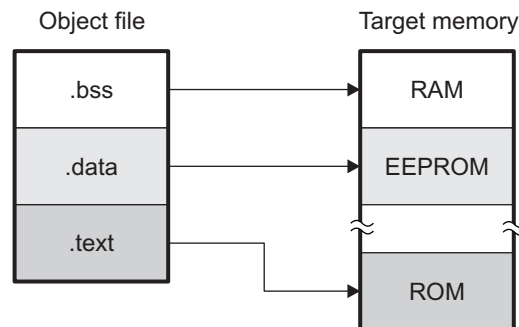 Object file
Target memory
.bss
RAM
.data
EEPROM
.text
ROM